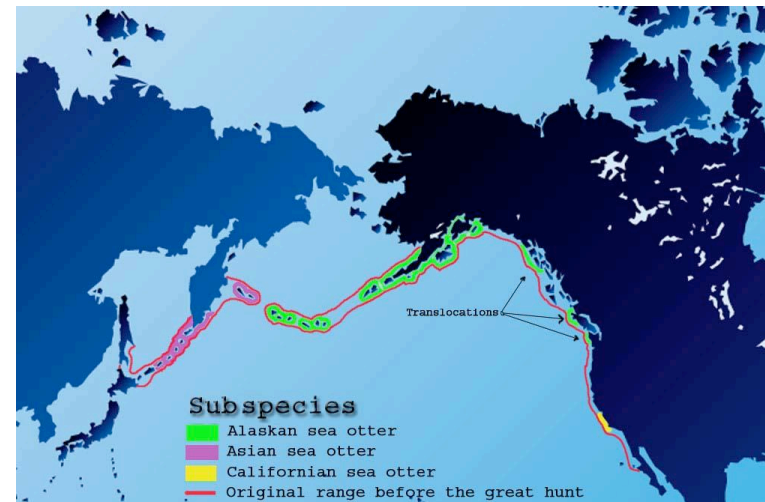 Translocations
Subspecies
Alaskan sea otter
Asian sea otter
Californian sea otter
Original range before the great hunt